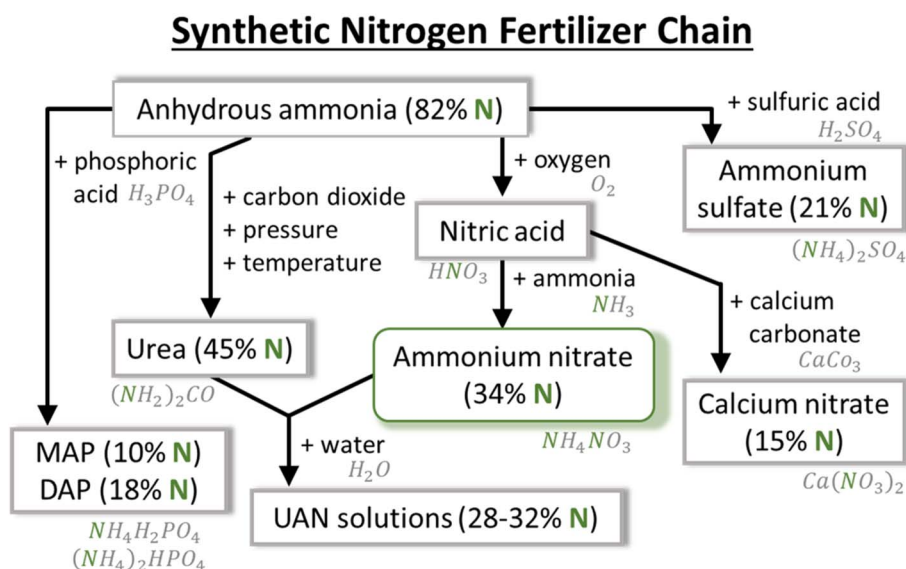 Synthetic Nitrogen Fertilizer Chain
Anhydrous ammonia (82% N)
+ phosphoric
acid H₃PO₄
+ carbon dioxide
+ pressure
+ temperature
+ oxygen
O₂
+ sulfuric acid
H₂SO₄
Ammonium
sulfate (21% N)
(NH₄)₂SO₄
Nitric acid
HNO₃
+ ammonia
NH₃
+ calcium
carbonate
CaCo₃
Urea (45% N)
(NH₂)₂CO
Ammonium nitrate
(34% N)
NH₄NO₃
Calcium nitrate
(15% N)
Ca(NO₃)₂
MAP (10% N)
DAP (18% N)
NH₄H₂PO₄
(NH₄)₂HPO₄
+ water
H₂O
UAN solutions (28-32% N)